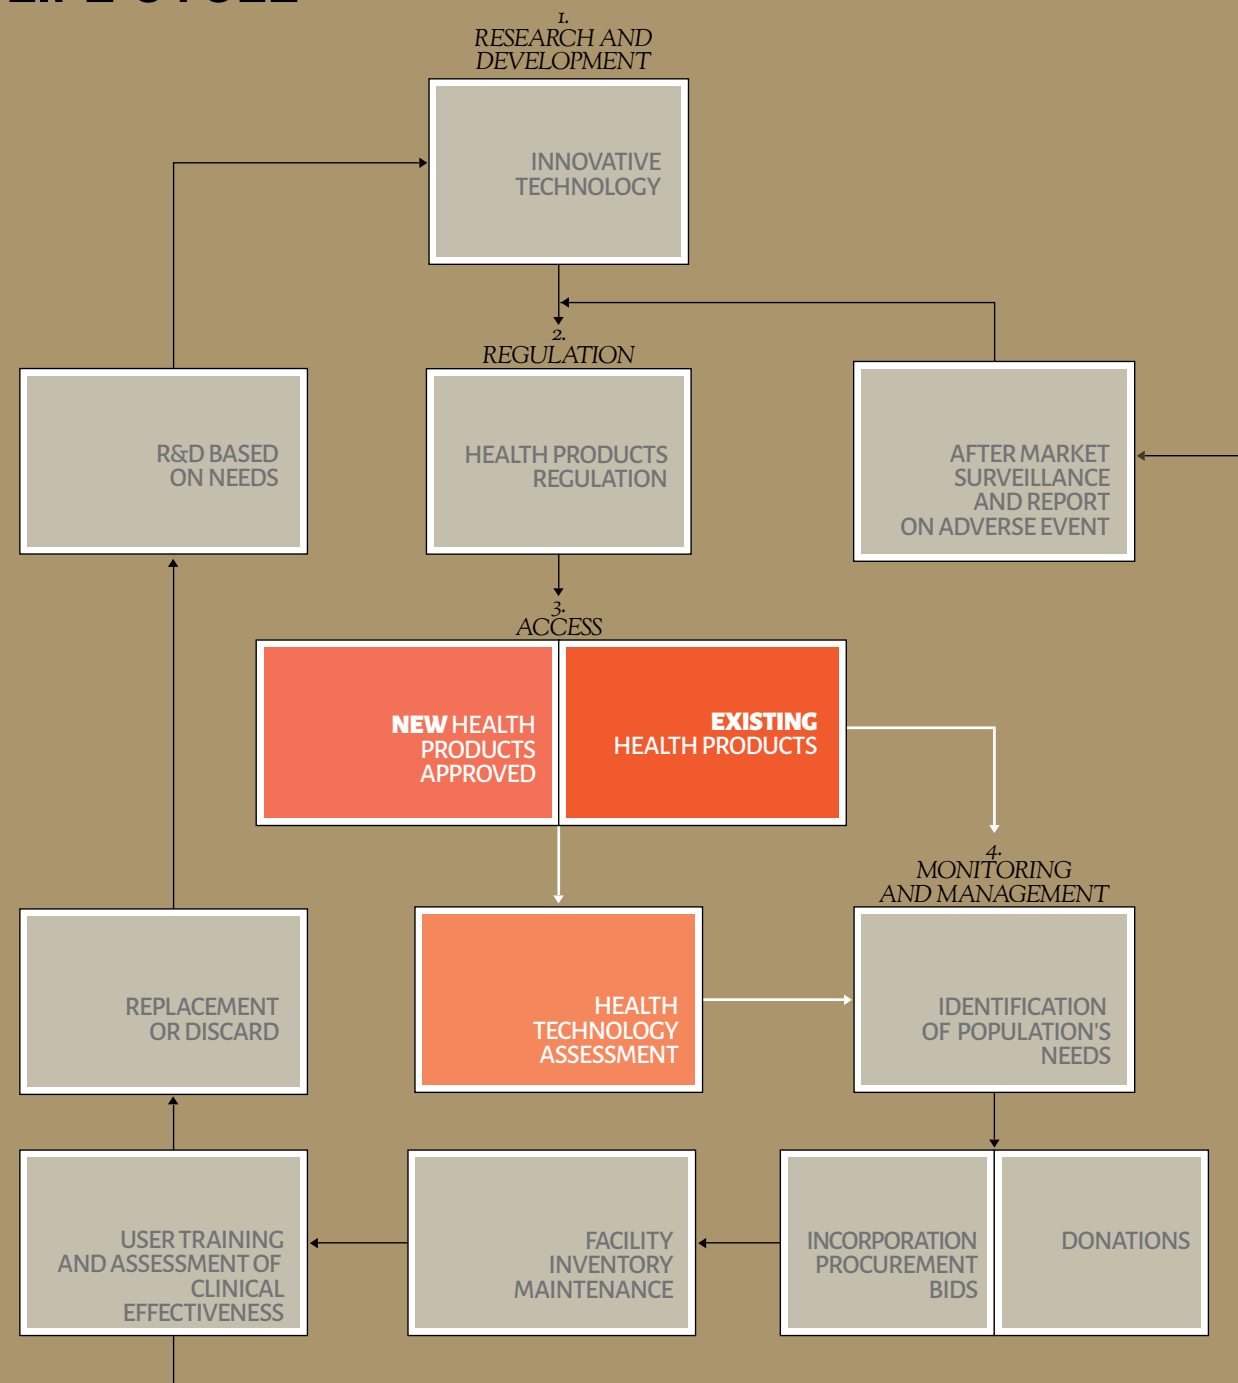 LIFE CYCLE
1.
RESEARCH AND
DEVELOPMENT
INNOVATIVE
TECHNOLOGY
2.
REGULATION
R&D BASED
ON NEEDS
HEALTH PRODUCTS
REGULATION
AFTER MARKET
SURVEILLANCE
AND REPORT
ON ADVERSE EVENT
3.
ACCESS
NEW HEALTH
PRODUCTS
APPROVED
EXISTING
HEALTH PRODUCTS
4.
MONITORING
AND MANAGEMENT
REPLACEMENT
OR DISCARD
HEALTH
TECHNOLOGY
ASSESSMENT
IDENTIFICATION
OF POPULATION'S
NEEDS
USER TRAINING
AND ASSESSMENT OF
CLINICAL
EFFECTIVENESS
FACILITY
INVENTORY
MAINTENANCE
INCORPORATION
PROCUREMENT
BIDS
DONATIONS